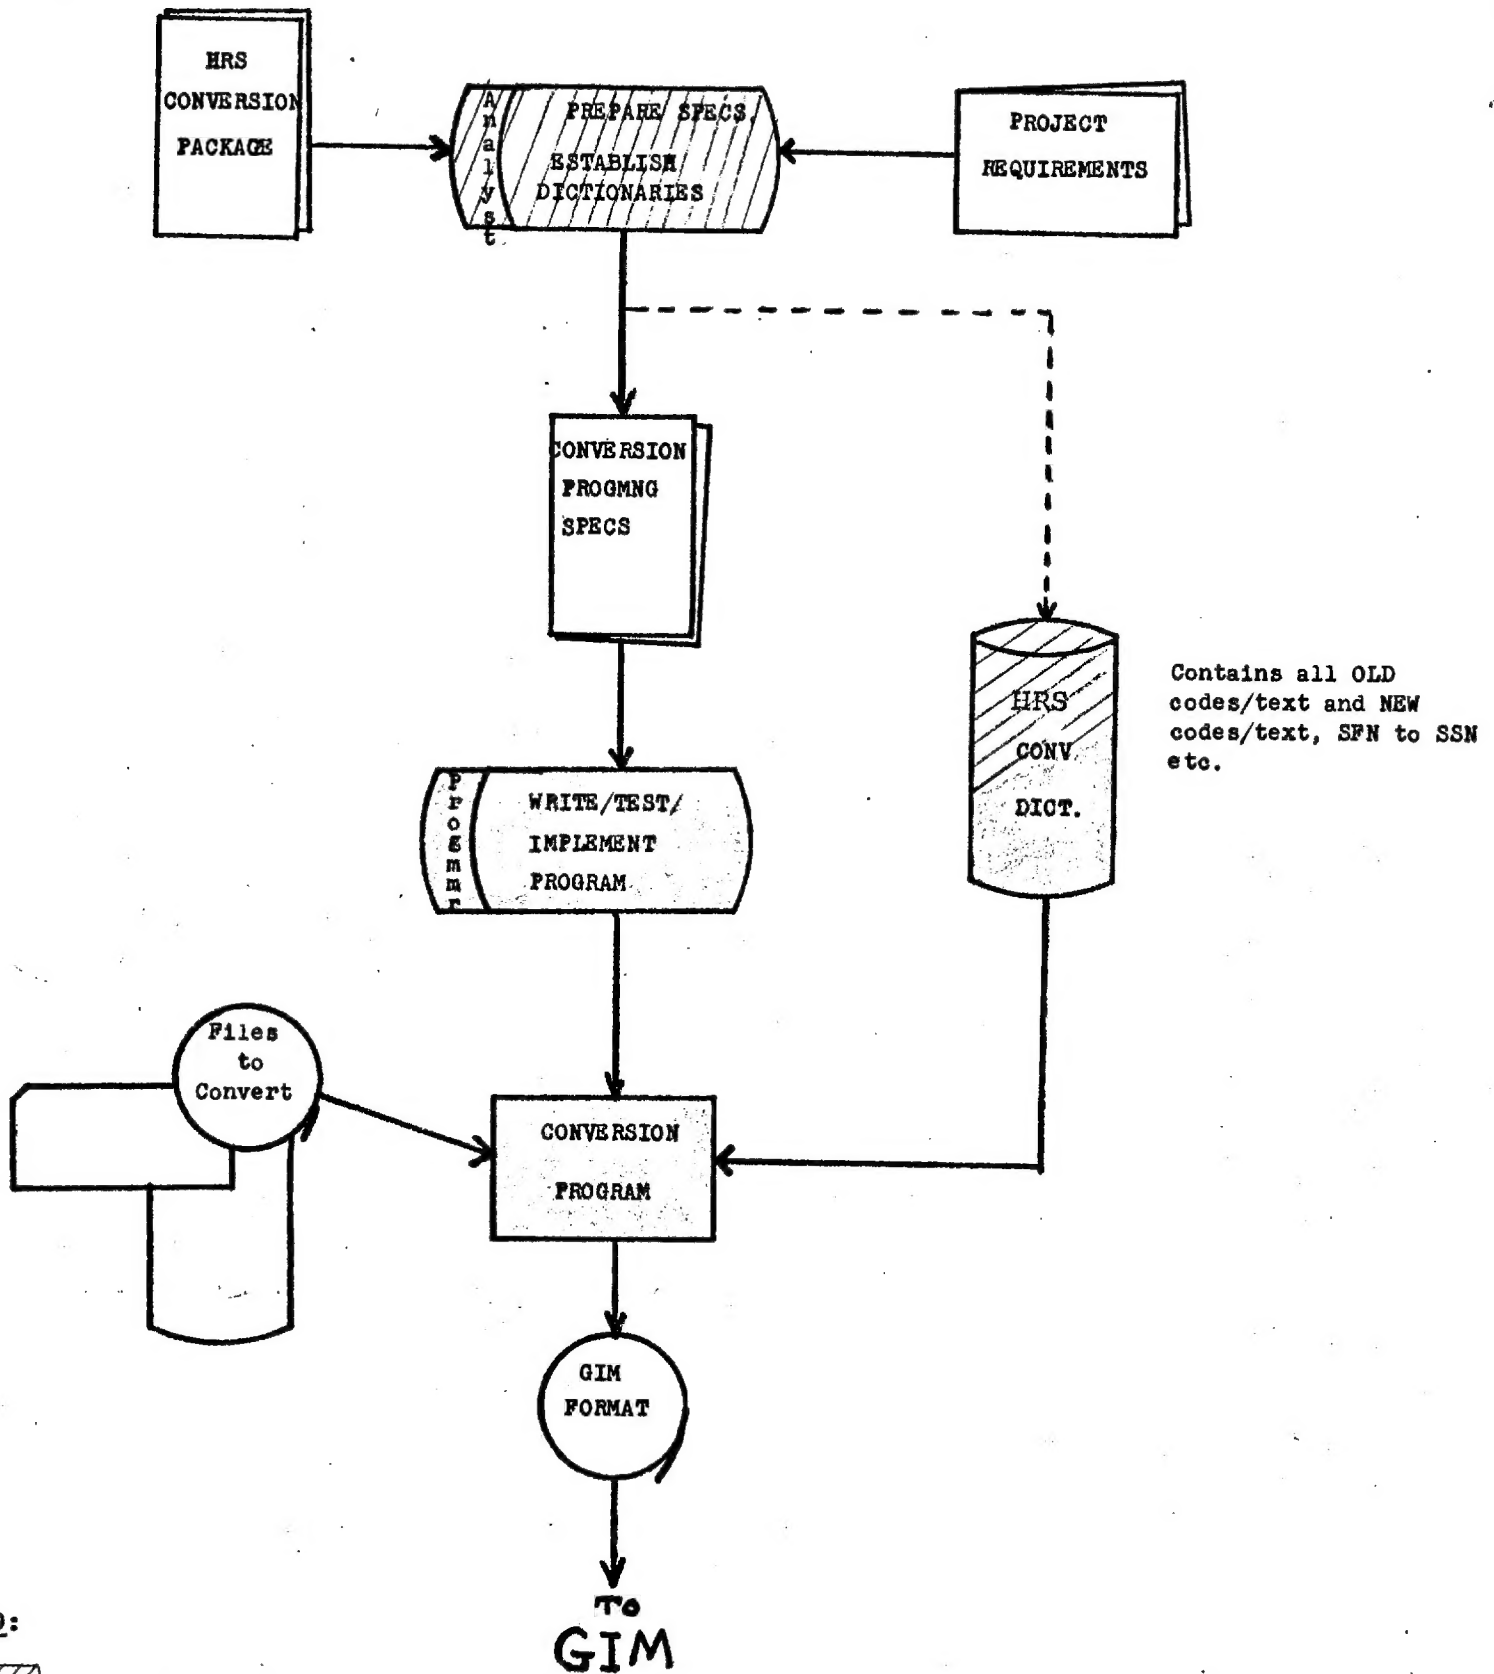 HRS
CONVERSION
PACKAGE
Analyst
PREPARE SPECS.
ESTABLISH
DICTIONARIES
PROJECT
REQUIREMENTS
CONVERSION
PROGMNG
SPECS
HRS
CONV.
DICT.
Contains all OLD
codes/text and NEW
codes/text, SFN to SSN
etc.
Progmmr
WRITE/TEST/
IMPLEMENT
PROGRAM
Files
to
Convert
CONVERSION
PROGRAM
GIM
FORMAT
TO
GIM